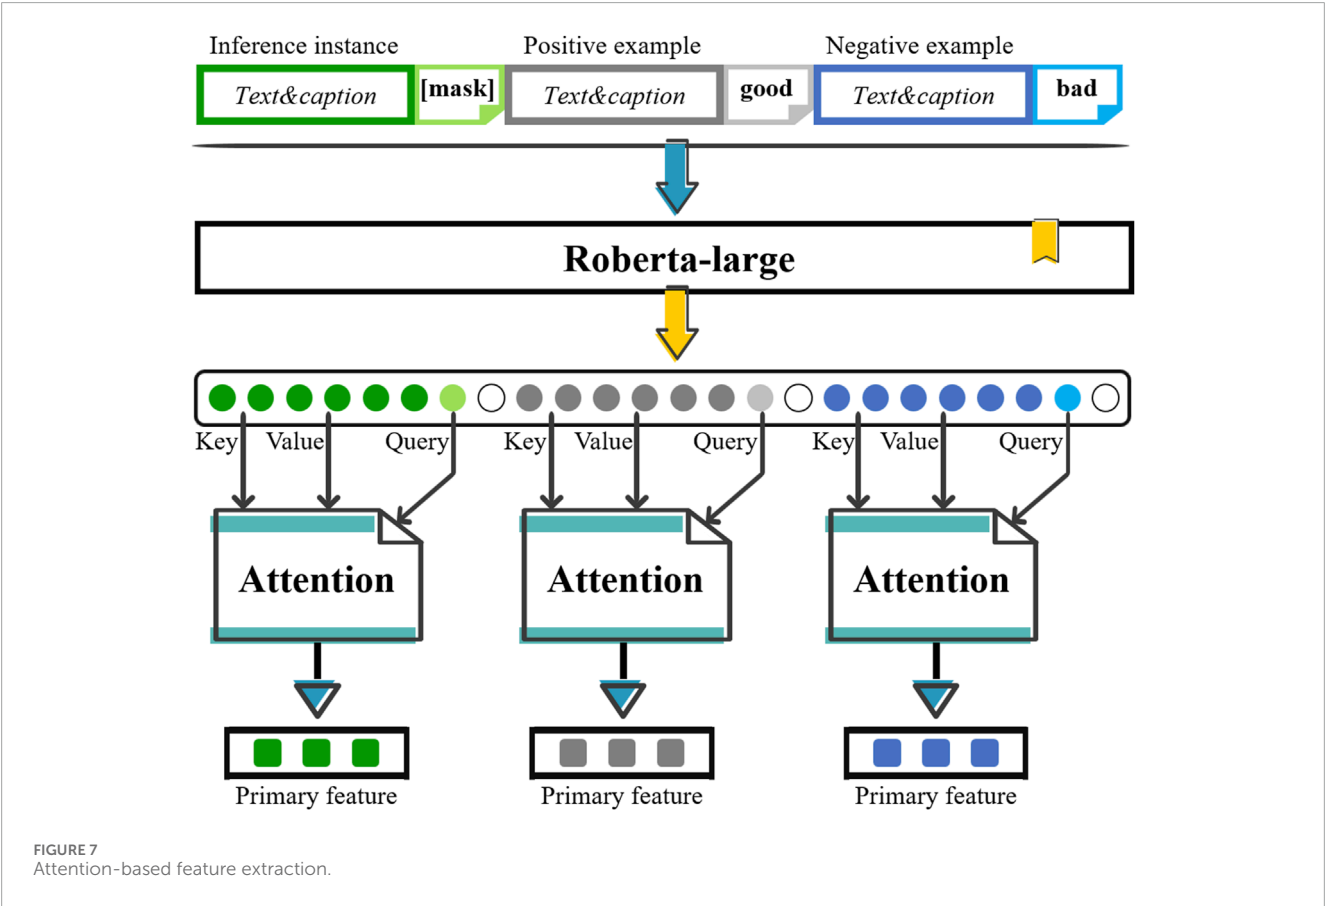 Inference instance Positive example Negative example
Text&caption [mask] Text&caption good Text&caption bad
Roberta-large
Key Value Query Key Value Query Key Value Query
Attention Attention Attention
Primary feature Primary feature Primary feature
FIGURE 7
Attention-based feature extraction.